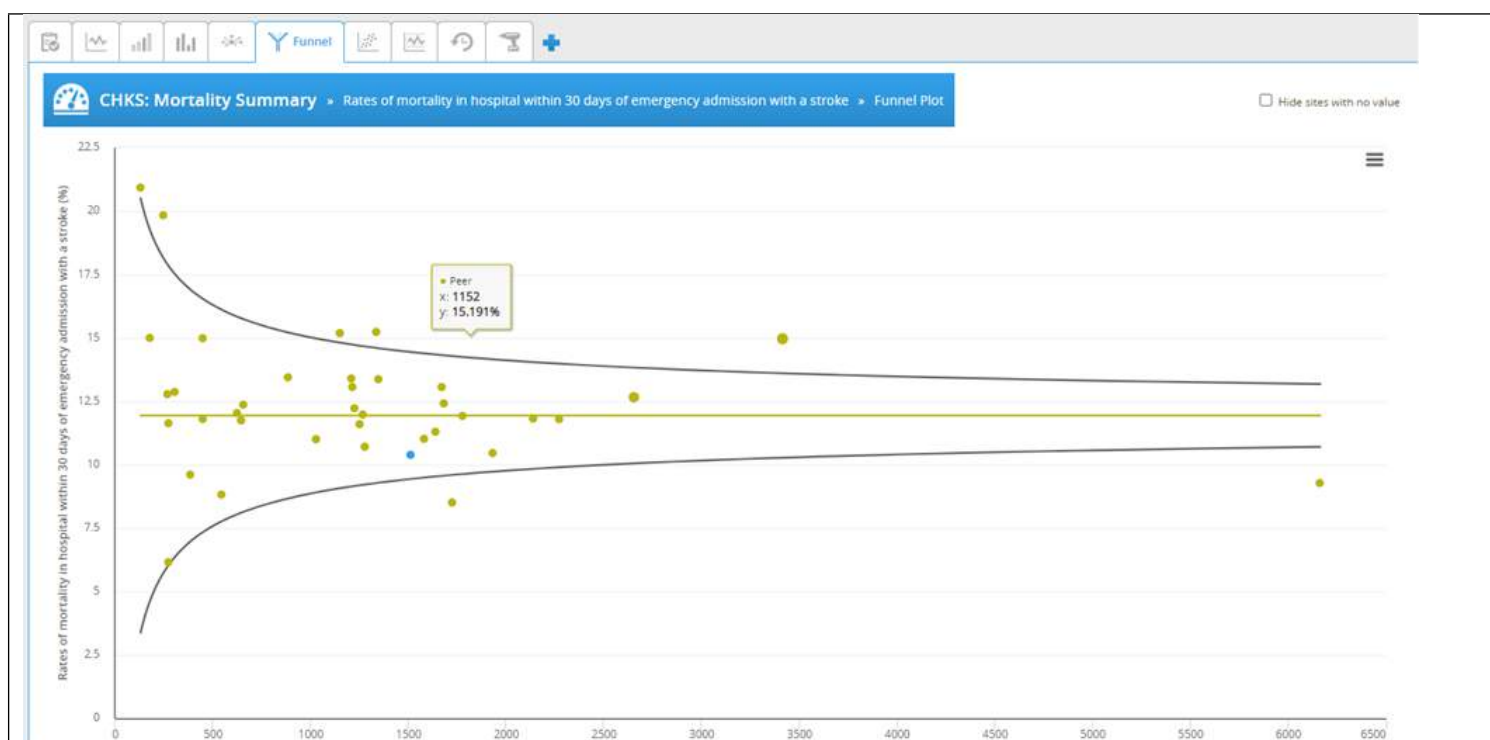 Funnel
CHKS: Mortality Summary » Rates of mortality in hospital within 30 days of emergency admission with a stroke » Funnel Plot
Hide sites with no value
Rates of mortality in hospital within 30 days of emergency admission with a stroke (%)
22.5
20
17.5
15
12.5
10
7.5
5
2.5
0
Peer
x: 1152
y: 15.191%
0 500 1000 1500 2000 2500 3000 3500 4000 4500 5000 5500 6000 6500